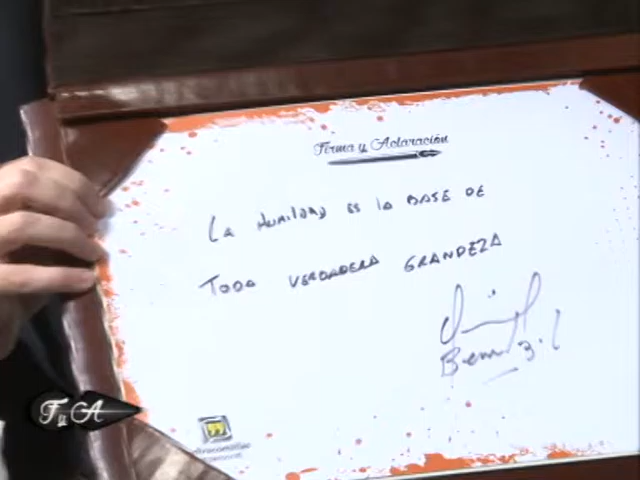 Firma y Aclaración
La Humildad es la BASE DE
TODA VERDADERA GRANDEZA
F y A